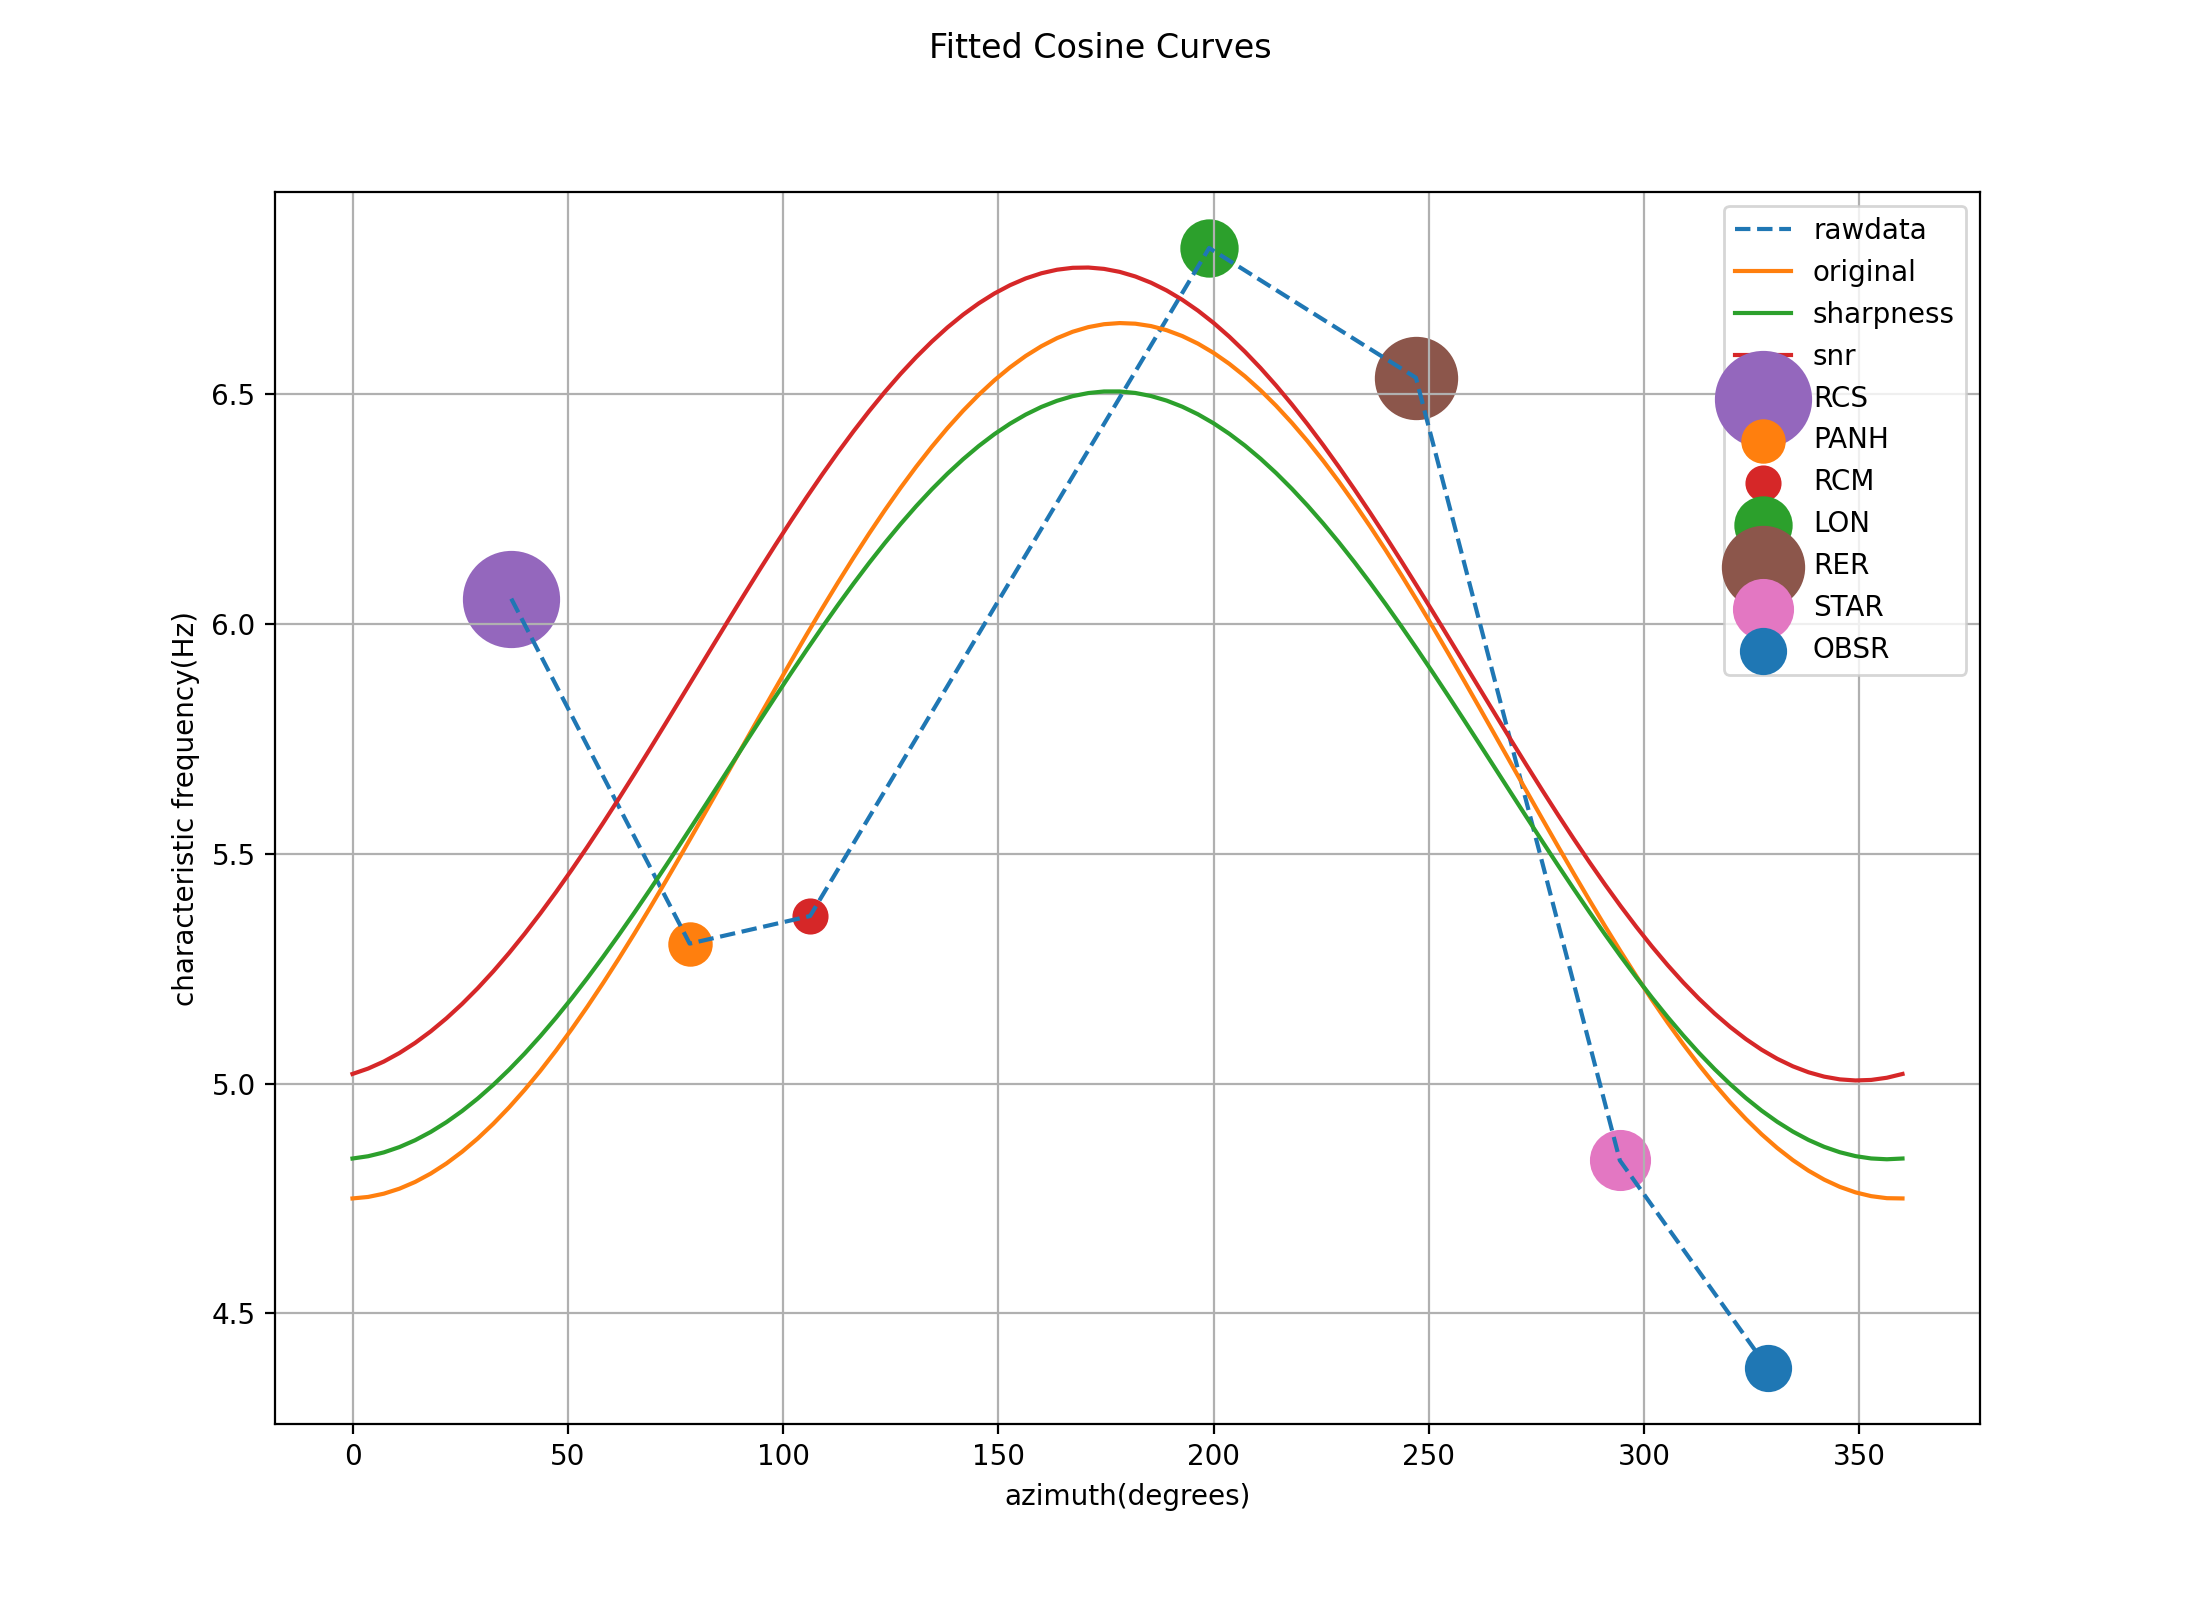 Fitted Cosine Curves
rawdata
original
sharpness
snr
RCS
PANH
RCM
LON
RER
STAR
OBSR
characteristic frequency(Hz)
6.5
6.0
5.5
5.0
4.5
0 50 100 150 200 250 300 350
azimuth(degrees)